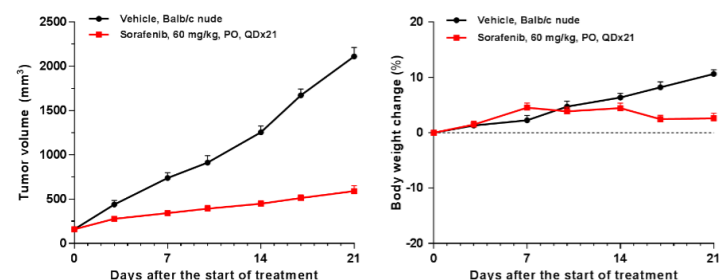 Vehicle, Balb/c nude
Sorafenib, 60 mg/kg, PO, QDx21
Tumor volume (mm³)
2500
2000
1500
1000
500
0
0 7 14 21
Days after the start of treatment
Vehicle, Balb/c nude
Sorafenib, 60 mg/kg, PO, QDx21
Body weight change (%)
20
10
0
-10
-20
0 7 14 21
Days after the start of treatment